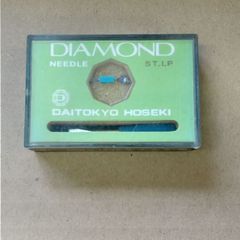 DIAMOND
NEEDLE ST.LP
DAITOKYO HOSEKI